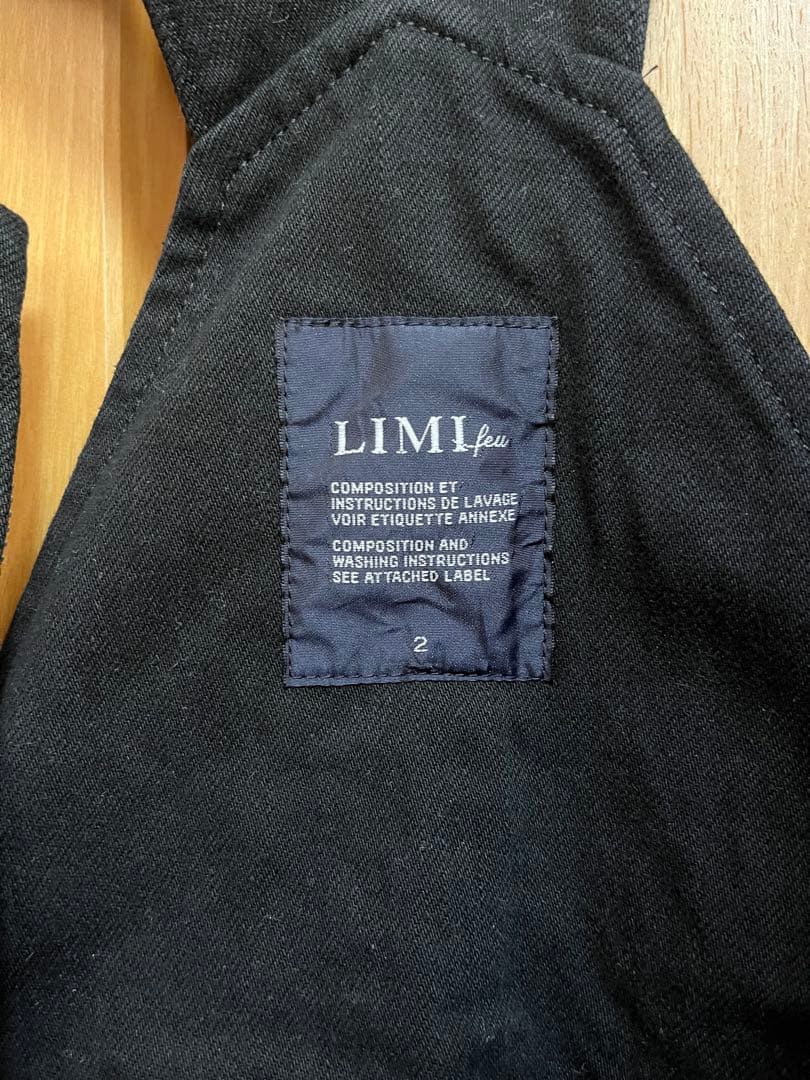 LIMI feu
COMPOSITION ET
INSTRUCTIONS DE LAVAGE
VOIR ETIQUETTE ANNEXE
COMPOSITION AND
WASHING INSTRUCTIONS
SEE ATTACHED LABEL
2